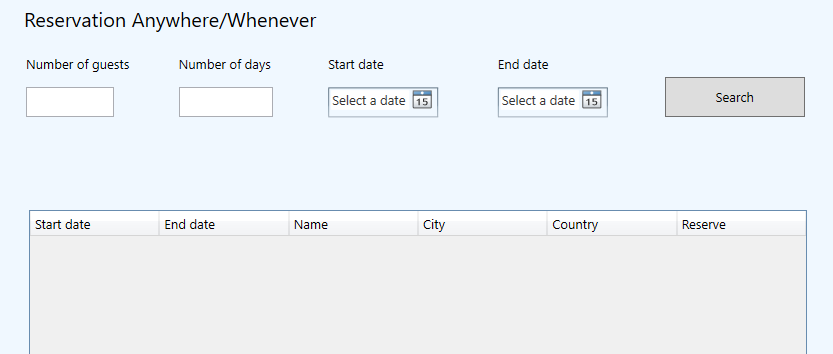 Reservation Anywhere/Whenever
Number of guests Number of days Start date End date
Select a date 15 Select a date 15 Search
Start date End date Name City Country Reserve